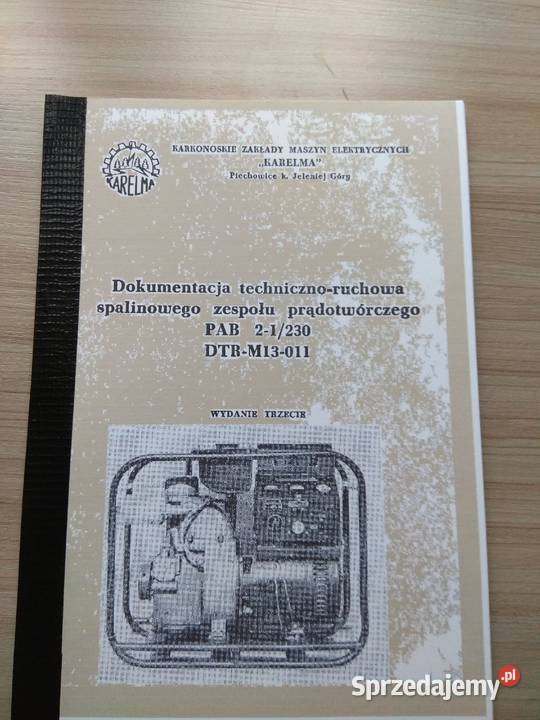 KARELMA
KARKONOSKIE ZAKŁADY MASZYN ELEKTRYCZNYCH
„KARELMA"
Piechowice k. Jeleniej Góry
Dokumentacja techniczno-ruchowa
spalinowego zespołu prądotwórczego
PAB 2-1/230
DTR-M13-011
WYDANIE TRZECIE
Sprzedajemy.pl